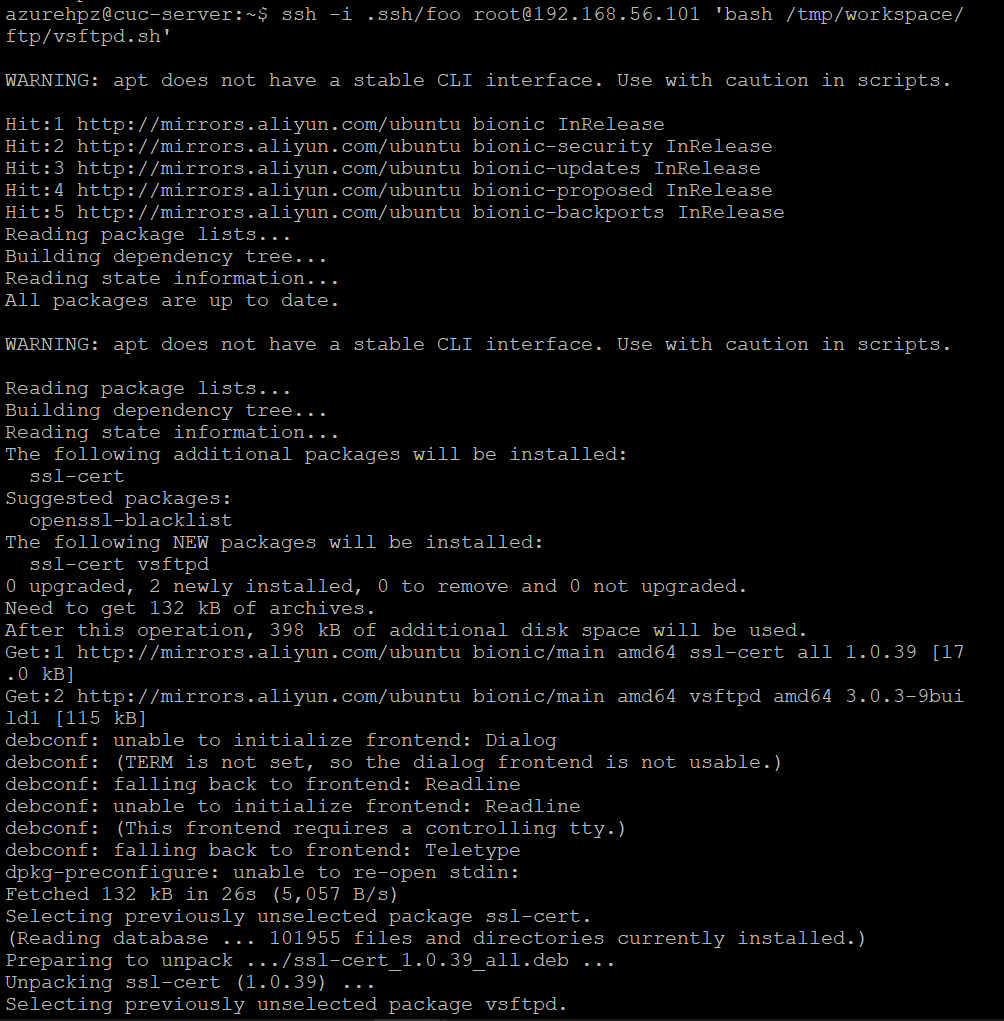 azurehpz@cuc-server:~$ ssh -i .ssh/foo root@192.168.56.101 'bash /tmp/workspace/
ftp/vsftpd.sh'
WARNING: apt does not have a stable CLI interface. Use with caution in scripts.
Hit:1 http://mirrors.aliyun.com/ubuntu bionic InRelease
Hit:2 http://mirrors.aliyun.com/ubuntu bionic-security InRelease
Hit:3 http://mirrors.aliyun.com/ubuntu bionic-updates InRelease
Hit:4 http://mirrors.aliyun.com/ubuntu bionic-proposed InRelease
Hit:5 http://mirrors.aliyun.com/ubuntu bionic-backports InRelease
Reading package lists...
Building dependency tree...
Reading state information...
All packages are up to date.
WARNING: apt does not have a stable CLI interface. Use with caution in scripts.
Reading package lists...
Building dependency tree...
Reading state information...
The following additional packages will be installed:
  ssl-cert
Suggested packages:
  openssl-blacklist
The following NEW packages will be installed:
  ssl-cert vsftpd
0 upgraded, 2 newly installed, 0 to remove and 0 not upgraded.
Need to get 132 kB of archives.
After this operation, 398 kB of additional disk space will be used.
Get:1 http://mirrors.aliyun.com/ubuntu bionic/main amd64 ssl-cert all 1.0.39 [17
.0 kB]
Get:2 http://mirrors.aliyun.com/ubuntu bionic/main amd64 vsftpd amd64 3.0.3-9bui
ld1 [115 kB]
debconf: unable to initialize frontend: Dialog
debconf: (TERM is not set, so the dialog frontend is not usable.)
debconf: falling back to frontend: Readline
debconf: unable to initialize frontend: Readline
debconf: (This frontend requires a controlling tty.)
debconf: falling back to frontend: Teletype
dpkg-preconfigure: unable to re-open stdin:
Fetched 132 kB in 26s (5,057 B/s)
Selecting previously unselected package ssl-cert.
(Reading database ... 101955 files and directories currently installed.)
Preparing to unpack .../ssl-cert_1.0.39_all.deb ...
Unpacking ssl-cert (1.0.39) ...
Selecting previously unselected package vsftpd.